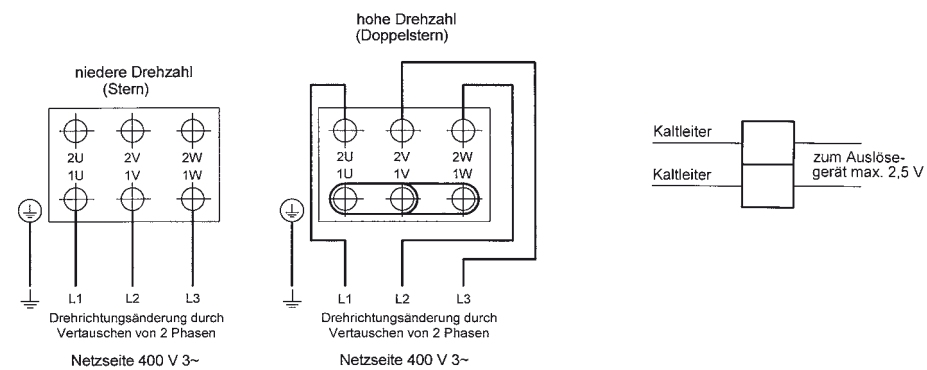 niedere Drehzahl
(Stern)
2U 2V 2W
1U 1V 1W
L1 L2 L3
Drehrichtungsänderung durch
Vertauschen von 2 Phasen
Netzseite 400 V 3~
hohe Drehzahl
(Doppelstern)
2U 2V 2W
1U 1V 1W
L1 L2 L3
Drehrichtungsänderung durch
Vertauschen von 2 Phasen
Netzseite 400 V 3~
Kaltleiter
Kaltleiter
zum Auslöse-
gerät max. 2,5 V